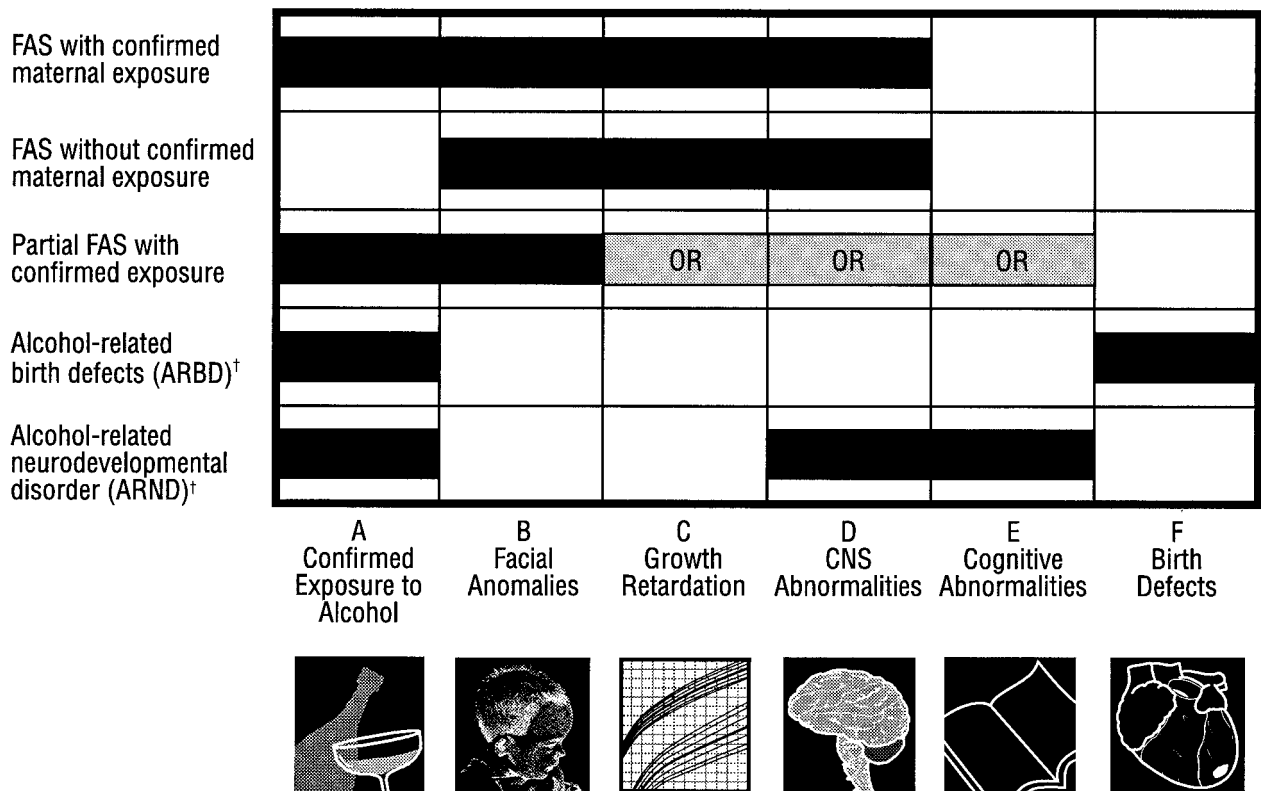 FAS with confirmed
maternal exposure
FAS without confirmed
maternal exposure
Partial FAS with
confirmed exposure
OR
OR
OR
Alcohol-related
birth defects (ARBD)†
Alcohol-related
neurodevelopmental
disorder (ARND)†
A
Confirmed
Exposure to
Alcohol
B
Facial
Anomalies
C
Growth
Retardation
D
CNS
Abnormalities
E
Cognitive
Abnormalities
F
Birth
Defects